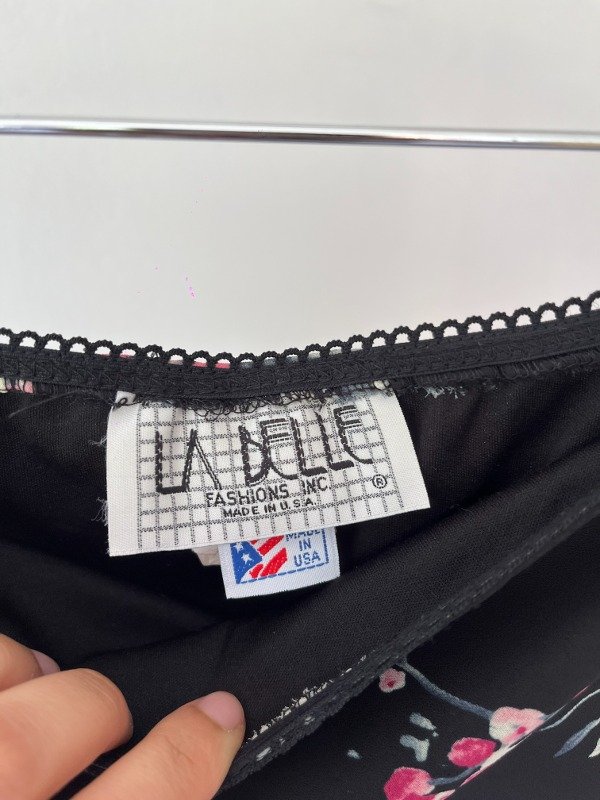 LA BELLE
FASHIONS, INC.
MADE IN U.S.A.
®
MADE
IN
USA